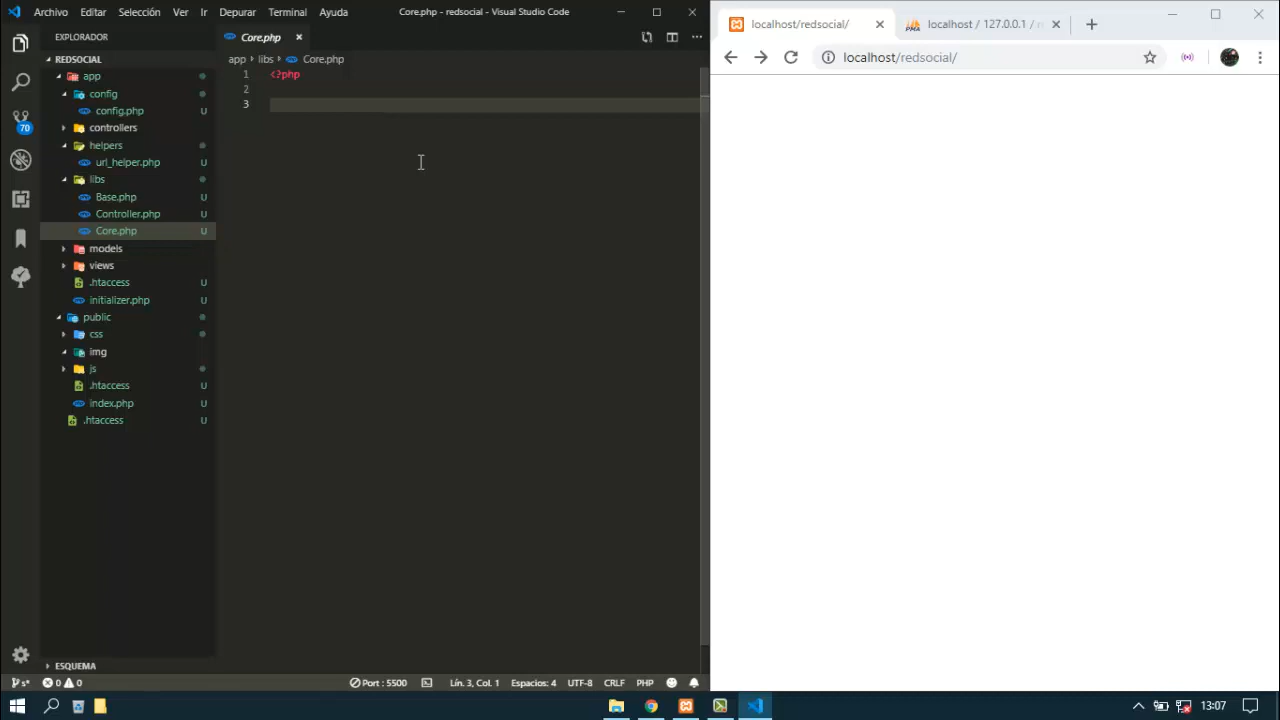 Archivo Editar Selección Ver Ir Depurar Terminal Ayuda Core.php - redsocial - Visual Studio Code
EXPLORADOR
Core.php
REDSOCIAL
app
config
config.php U
controllers
helpers
url_helper.php U
libs
Base.php U
Controller.php U
Core.php U
models
views
.htaccess U
initializer.php U
public
css
img
js
.htaccess U
index.php U
.htaccess U
ESQUEMA
70
app libs Core.php
1 <?php
2
3
0 0 Port : 5500 Lín. 3, Col. 1 Espacios: 4 UTF-8 CRLF PHP
localhost/redsocial/
PMA localhost / 127.0.0.1 /
localhost/redsocial/
13:07